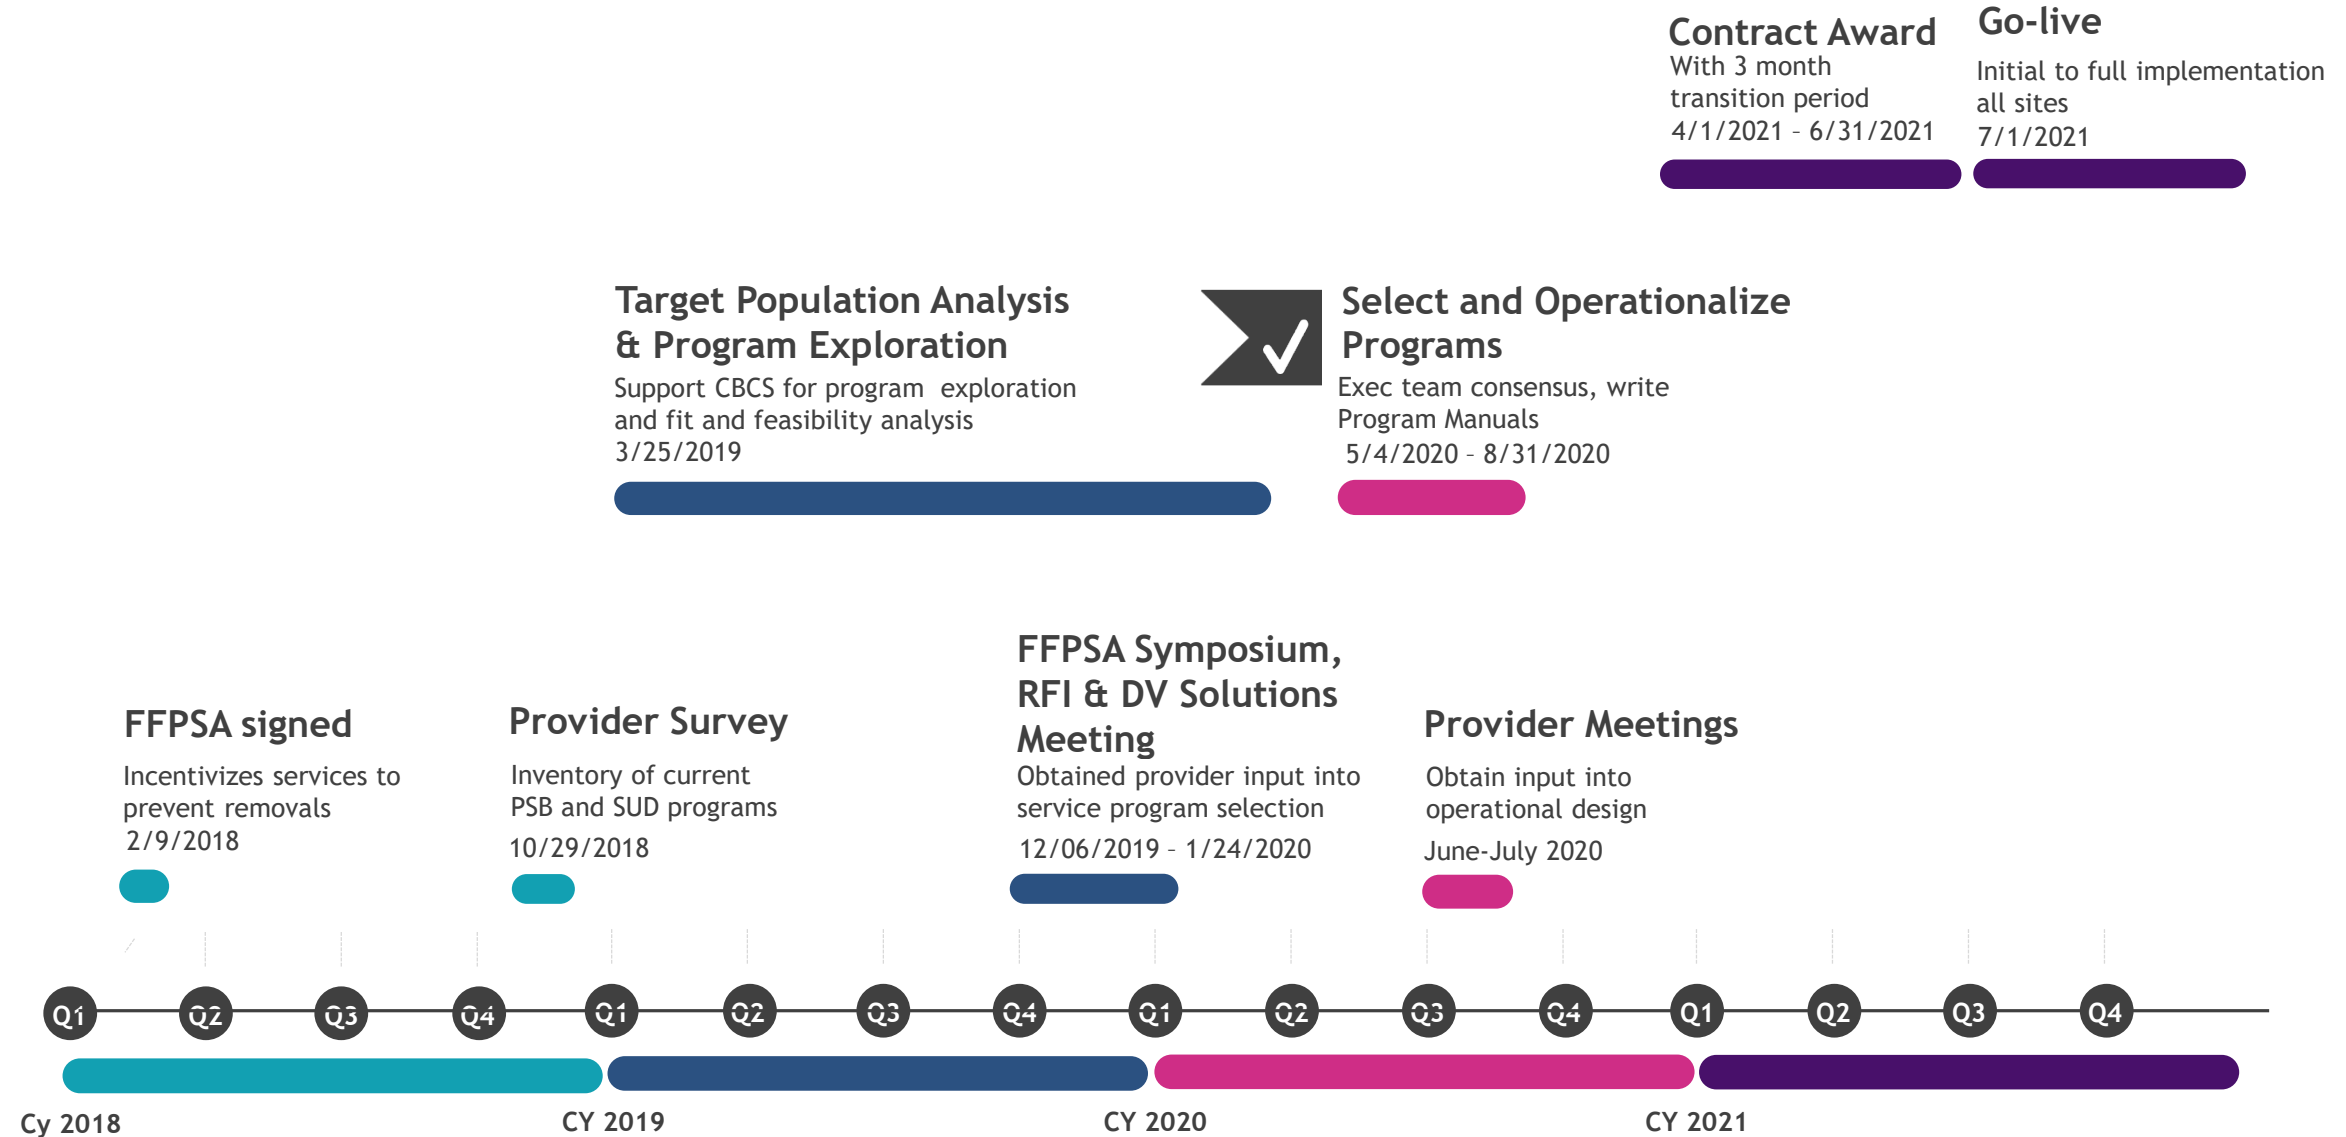 Contract Award
With 3 month
transition period
4/1/2021 – 6/31/2021
Go-live
Initial to full implementation
all sites
7/1/2021
Target Population Analysis
& Program Exploration
Support CBCS for program  exploration
and fit and feasibility analysis
3/25/2019
Select and Operationalize
Programs
Exec team consensus, write
Program Manuals
5/4/2020 – 8/31/2020
FFPSA signed
Incentivizes services to
prevent removals
2/9/2018
Provider Survey
Inventory of current
PSB and SUD programs
10/29/2018
FFPSA Symposium,
RFI & DV Solutions
Meeting
Obtained provider input into
service program selection
12/06/2019 – 1/24/2020
Provider Meetings
Obtain input into
operational design
June-July 2020
Q1 Q2 Q3 Q4 Q1 Q2 Q3 Q4 Q1 Q2 Q3 Q4 Q1 Q2 Q3 Q4
Cy 2018 CY 2019 CY 2020 CY 2021